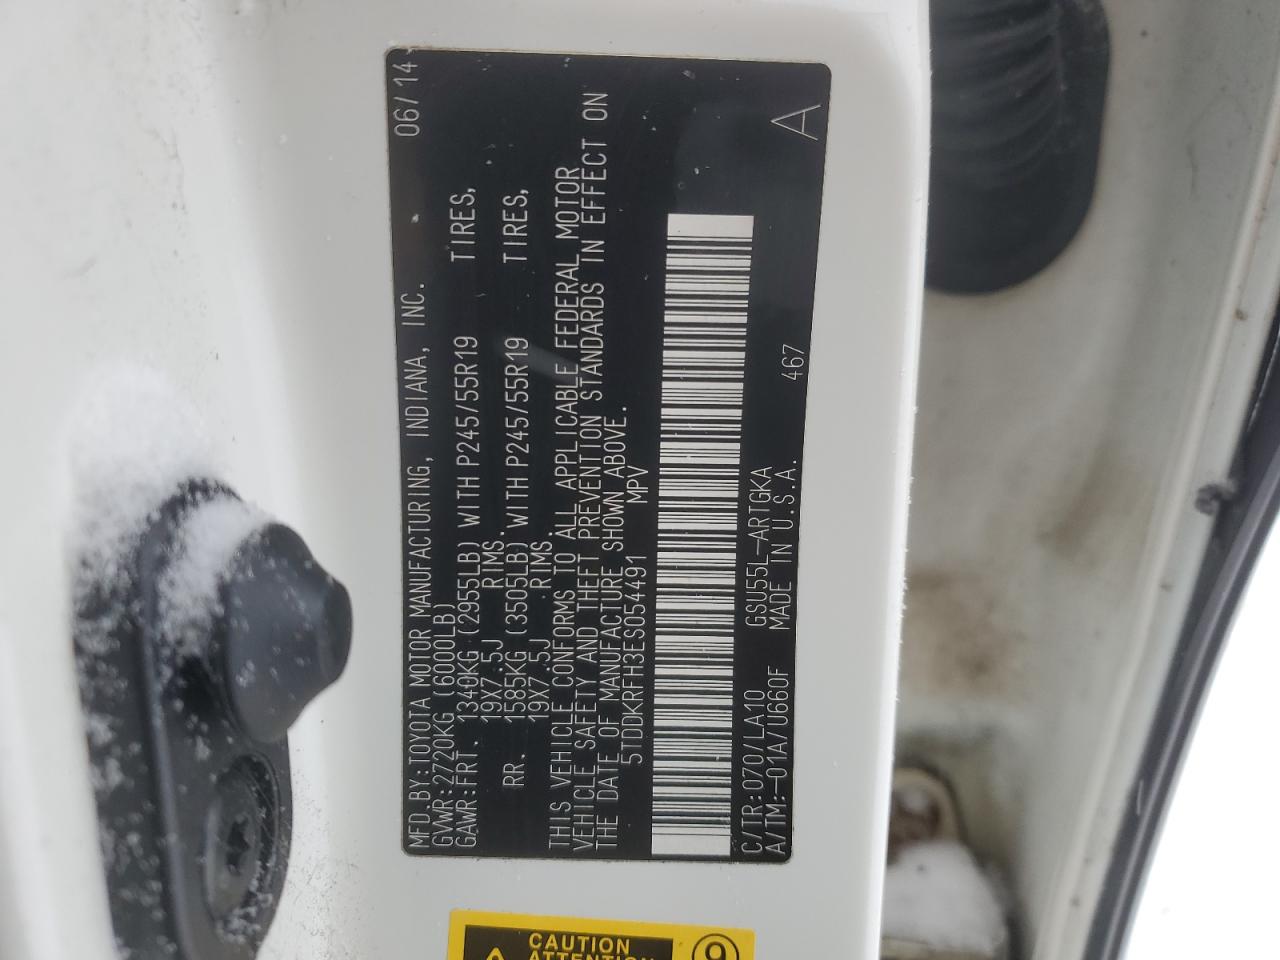 MFD.BY:TOYOTA MOTOR MANUFACTURING, INDIANA, INC. 06/14
GVWR:2720KG (6000LB)
GAWR:FRT. 1340KG (2955LB) WITH P245/55R19 TIRES,
19X7.5J RIMS.
RR. 1585KG (3505LB) WITH P245/55R19 TIRES,
19X7.5J RIMS.
THIS VEHICLE CONFORMS TO ALL APPLICABLE FEDERAL MOTOR
VEHICLE SAFETY AND THEFT PREVENTION STANDARDS IN EFFECT ON
THE DATE OF MANUFACTURE SHOWN ABOVE.
5TDDKRFH3ES054491 MPV
C/TR:070/LA10 GSU55L-ARTGKA
A/TM:-01A/U660F MADE IN U.S.A. 467 A
CAUTION
ATTENTION